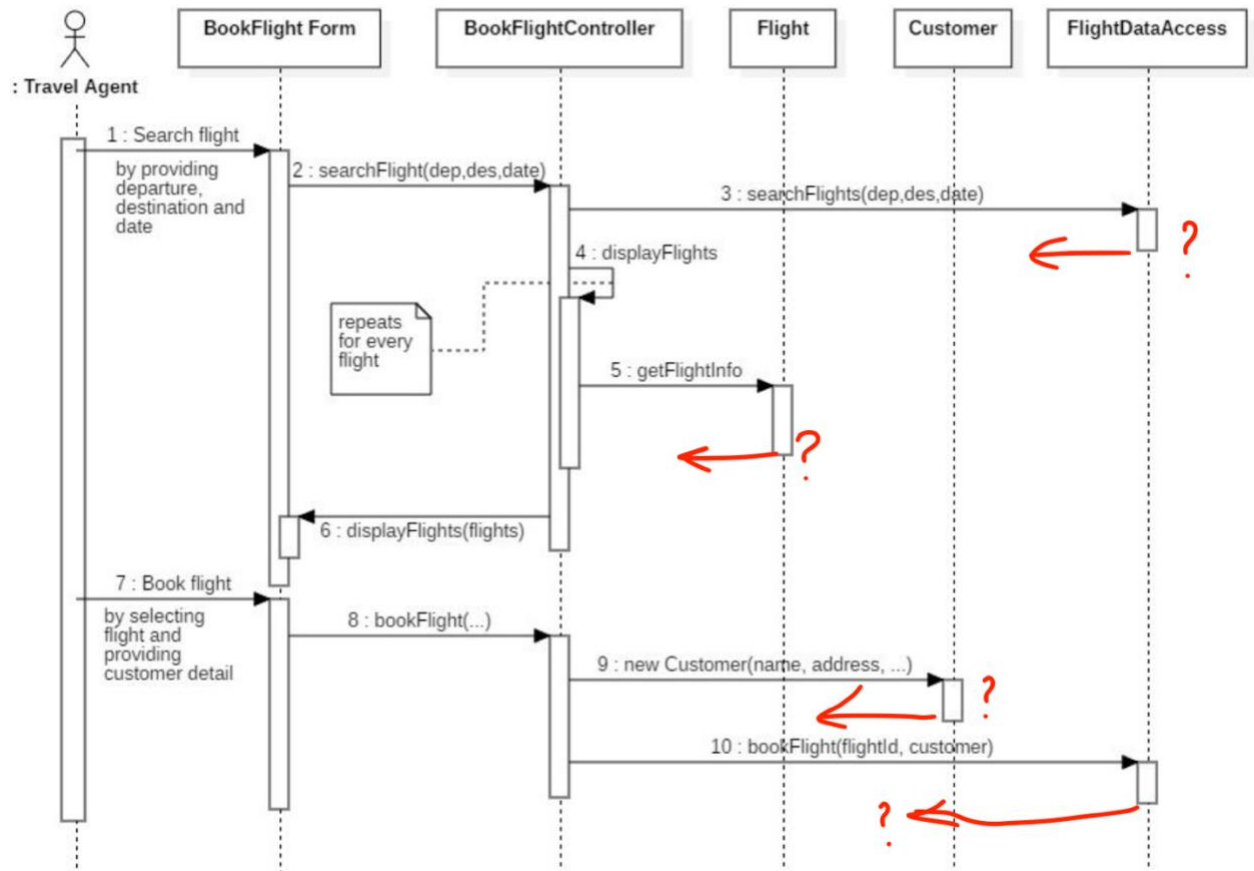 BookFlight Form
BookFlightController
Flight
Customer
FlightDataAccess
: Travel Agent
1 : Search flight
by providing
departure,
destination and
date
2 : searchFlight(dep,des,date)
3 : searchFlights(dep,des,date)
?
4 : displayFlights
repeats
for every
flight
5 : getFlightInfo
?
6 : displayFlights(flights)
7 : Book flight
by selecting
flight and
providing
customer detail
8 : bookFlight(...)
9 : new Customer(name, address, ...)
?
10 : bookFlight(flightId, customer)
?